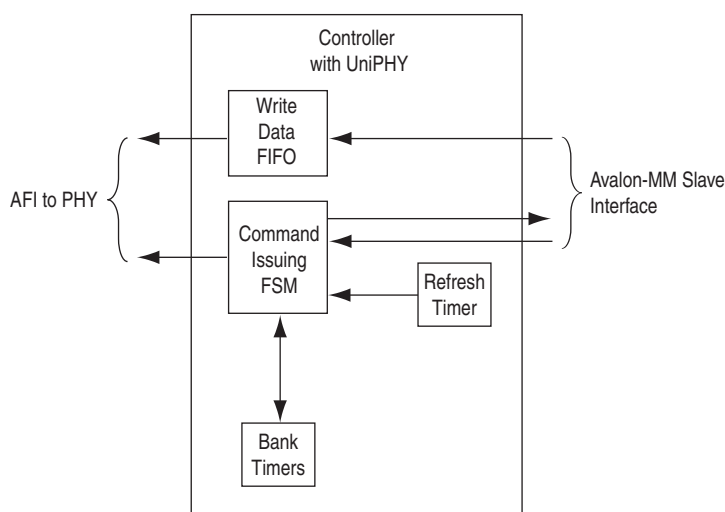 Controller
with UniPHY
Write
Data
FIFO
AFI to PHY
Avalon-MM Slave
Interface
Command
Issuing
FSM
Refresh
Timer
Bank
Timers